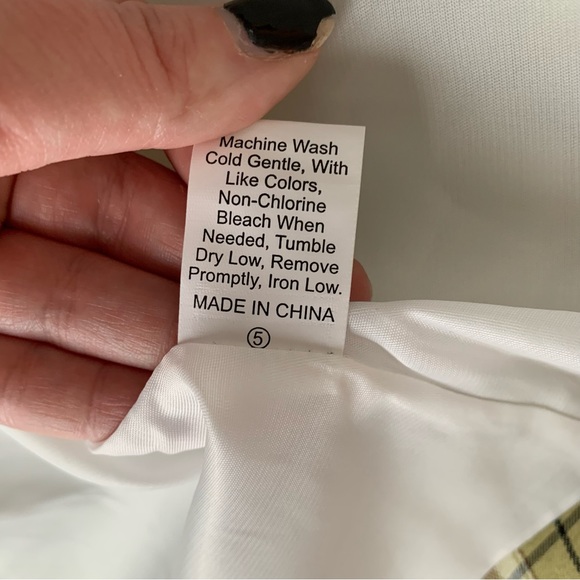 Machine Wash
Cold Gentle, With
Like Colors,
Non-Chlorine
Bleach When
Needed, Tumble
Dry Low, Remove
Promptly, Iron Low.
MADE IN CHINA
⑤